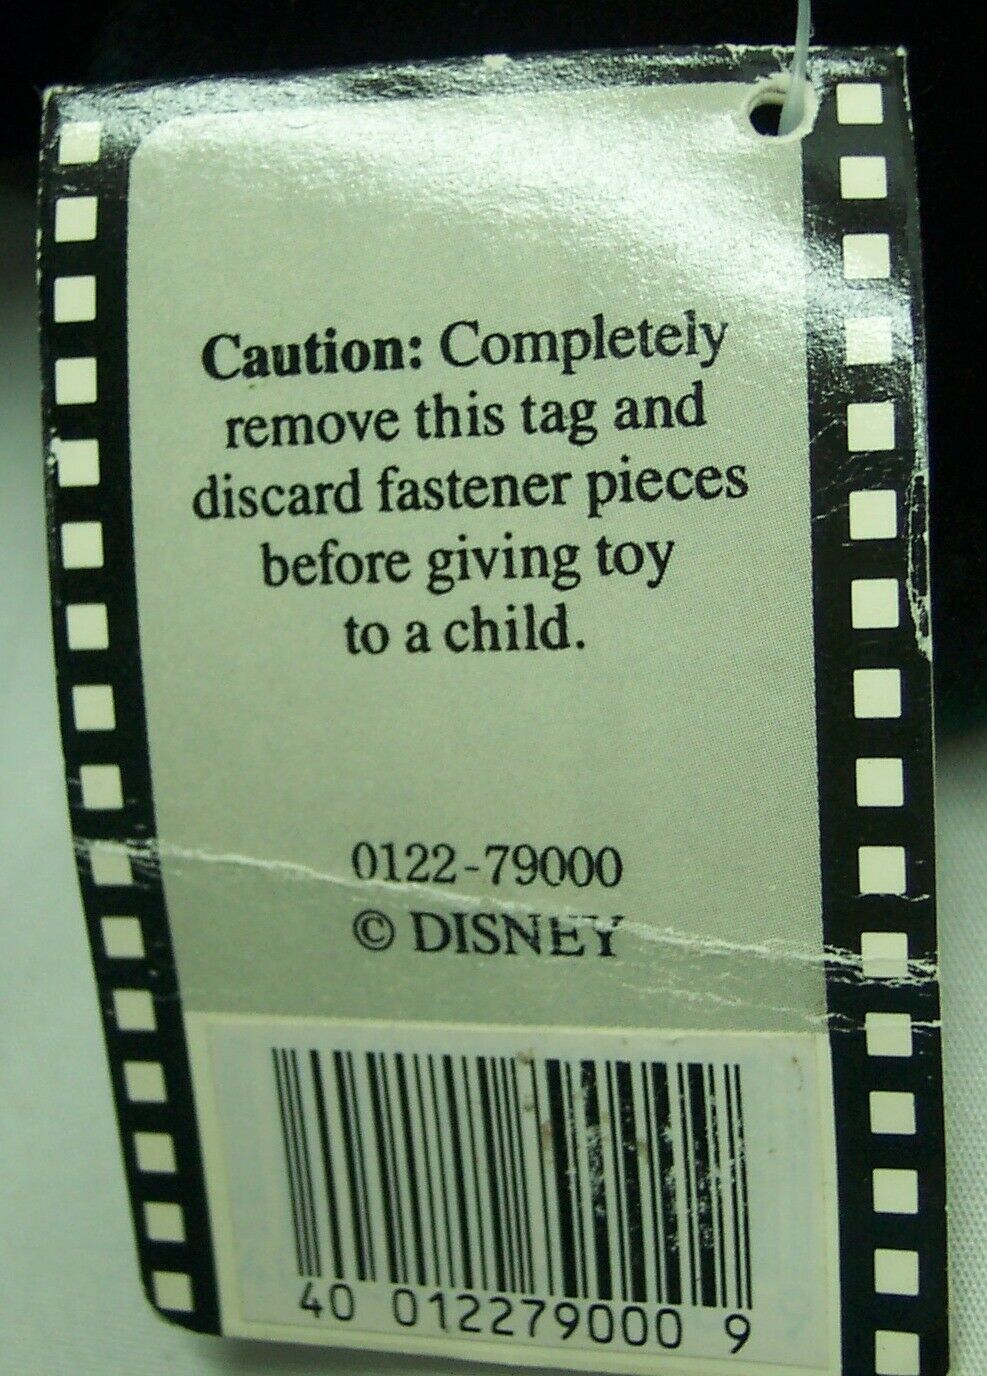 Caution: Completely
remove this tag and
discard fastener pieces
before giving toy
to a child.
0122-79000
© DISNEY
40 0122790009 9